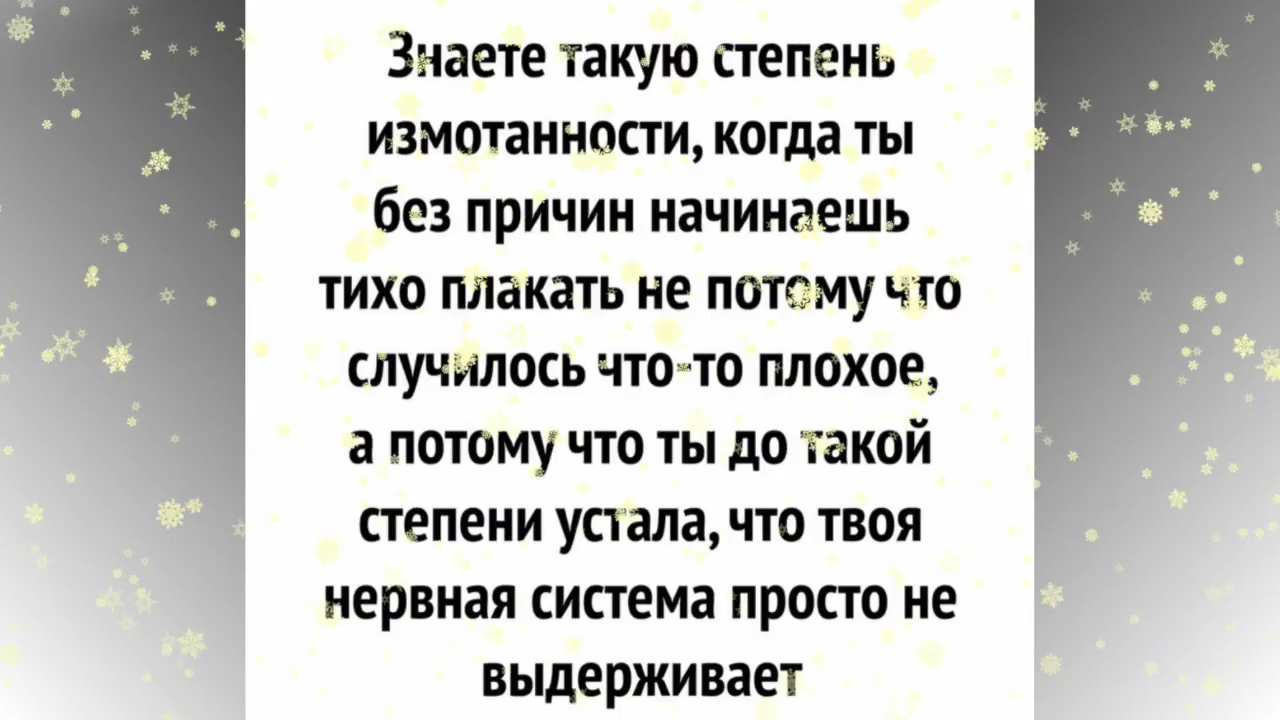 Знаете такую степень
измотанности, когда ты
без причин начинаешь
тихо плакать не потому что
случилось что-то плохое,
а потому что ты до такой
степени устала, что твоя
нервная система просто не
выдерживает